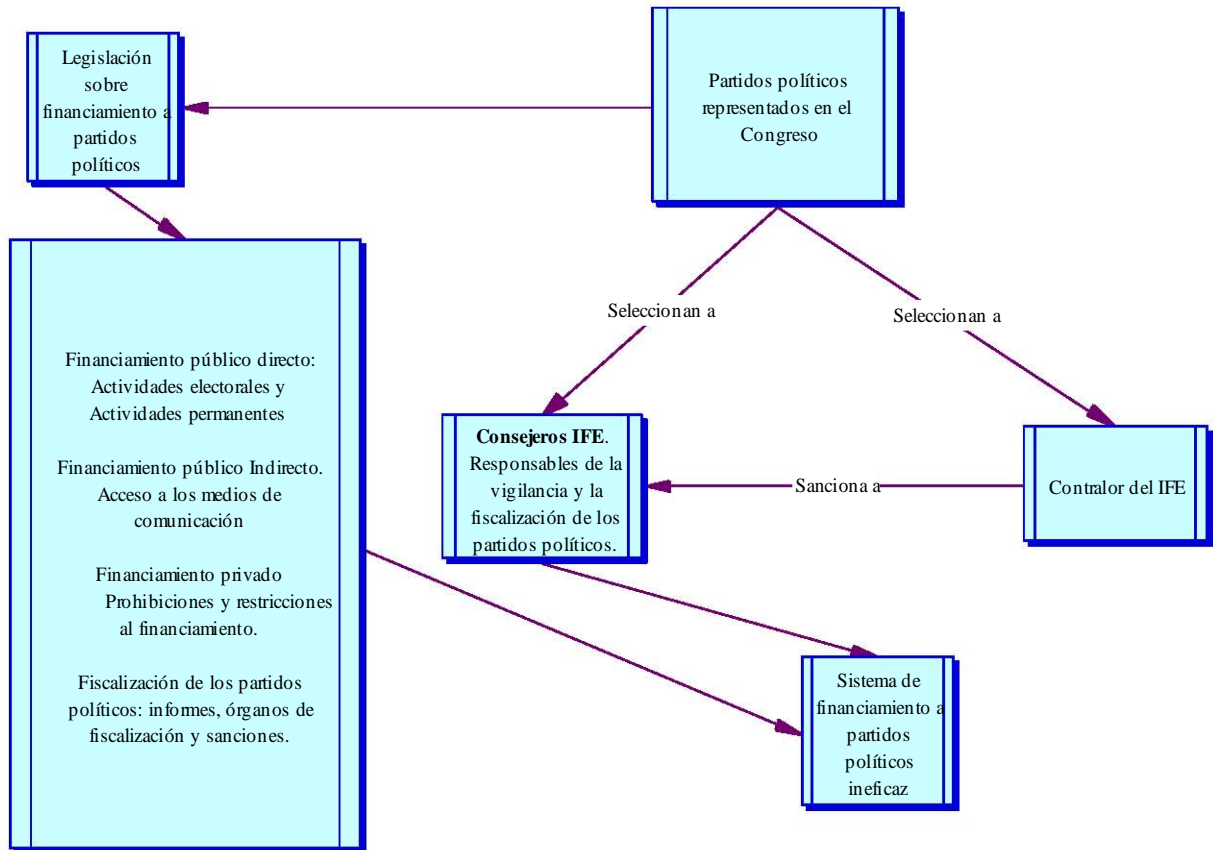 Legislación
sobre
financiamiento a
partidos
políticos
Partidos políticos
representados en el
Congreso
Seleccionan a
Seleccionan a
Financiamiento público directo:
Actividades electorales y
Actividades permanentes
Financiamiento público Indirecto.
Acceso a los medios de
comunicación
Financiamiento privado
Prohibiciones y restricciones
al financiamiento.
Fiscalización de los partidos
políticos: informes, órganos de
fiscalización y sanciones.
Consejeros IFE.
Responsables de la
vigilancia y la
fiscalización de los
partidos políticos.
Sanciona a
Contralor del IFE
Sistema de
financiamiento a
partidos
políticos
ineficaz